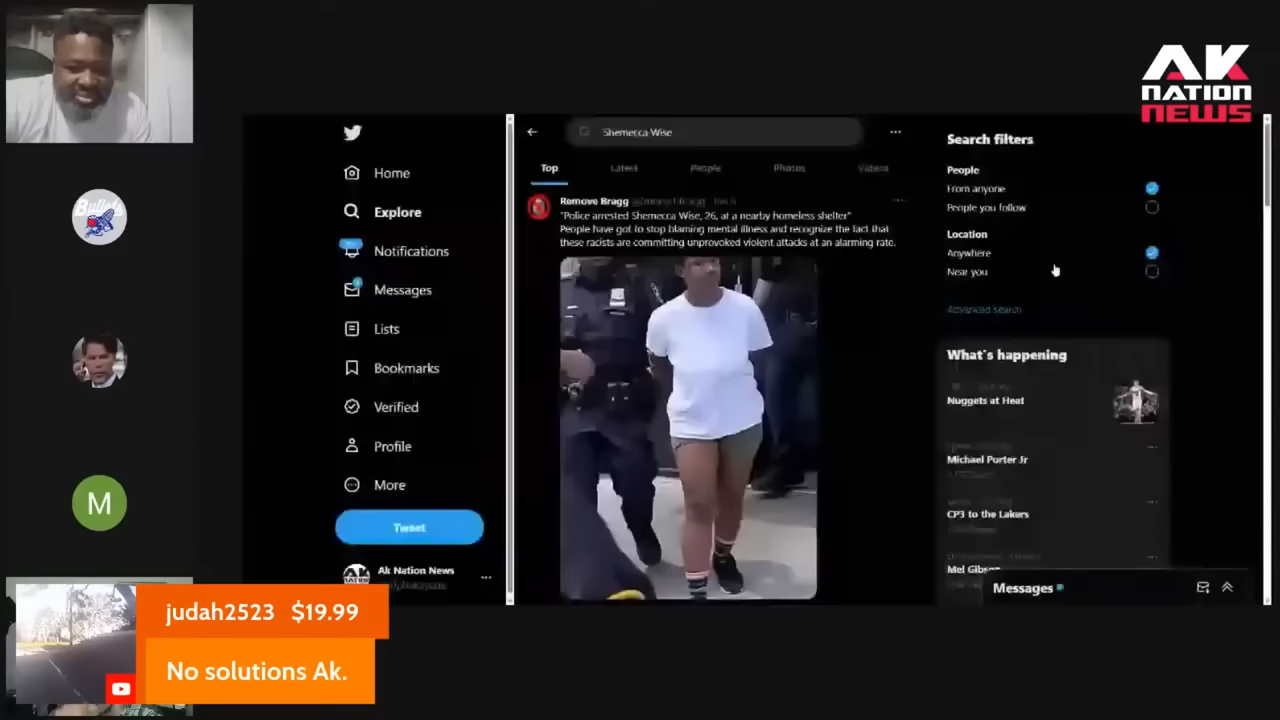 AK
NATION
NEWS
Bullets
M
Home
Explore
Notifications
Messages
Lists
Bookmarks
Verified
Profile
More
Tweet
Ak Nation News
Shemecca Wise
Top
Latest
People
Photos
Videos
Remove Bragg
"Police arrested Shemecca Wise, 26, at a nearby homeless shelter"
People have got to stop blaming mental illness and recognize the fact that
these racists are committing unprovoked violent attacks at an alarming rate.
Search filters
People
From anyone
People you follow
Location
Anywhere
Near you
Advanced search
What's happening
Nuggets at Heat
Michael Porter Jr
CP3 to the Lakers
Mel Gibson
Messages
judah2523 $19.99
No solutions Ak.